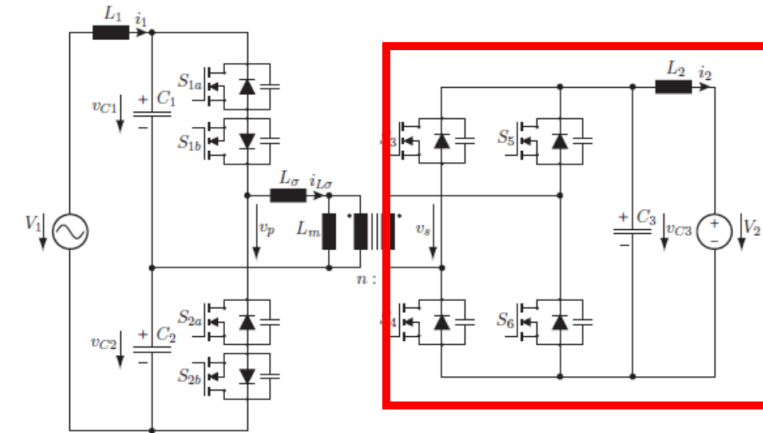 L1 i1
L2 i2
S1a
vC1 + C1 −
S1b
S5
Lσ iLσ
V1
vp Lm vs
+ C3 − vC3 + − V2
n :
S2a
S6
vC2 + C2 −
S2b